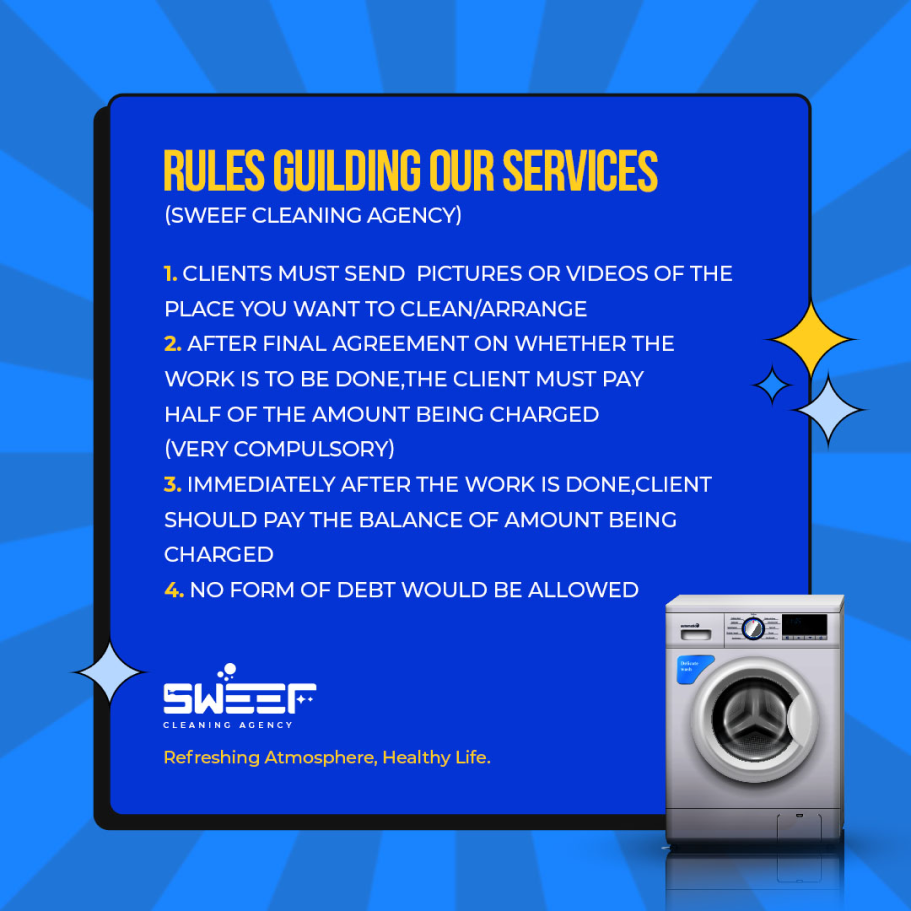 RULES GUILDING OUR SERVICES
(SWEEF CLEANING AGENCY)
1. CLIENTS MUST SEND PICTURES OR VIDEOS OF THE
PLACE YOU WANT TO CLEAN/ARRANGE
2. AFTER FINAL AGREEMENT ON WHETHER THE
WORK IS TO BE DONE,THE CLIENT MUST PAY
HALF OF THE AMOUNT BEING CHARGED
(VERY COMPULSORY)
3. IMMEDIATELY AFTER THE WORK IS DONE,CLIENT
SHOULD PAY THE BALANCE OF AMOUNT BEING
CHARGED
4. NO FORM OF DEBT WOULD BE ALLOWED
Delicate
wash
SWEEF
CLEANING AGENCY
Refreshing Atmosphere, Healthy Life.